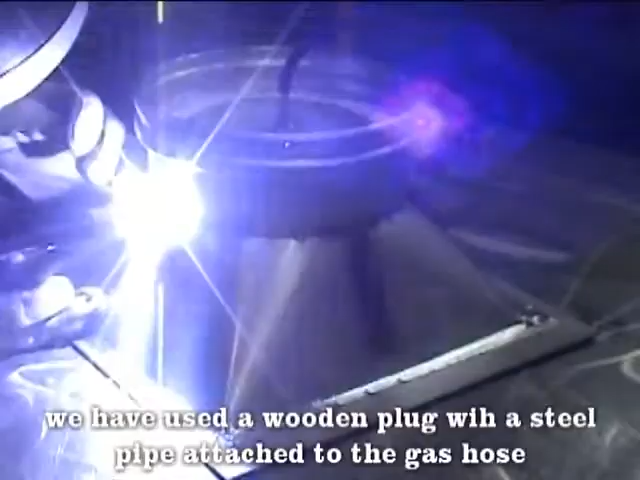 we have used a wooden plug wih a steel
pipe attached to the gas hose